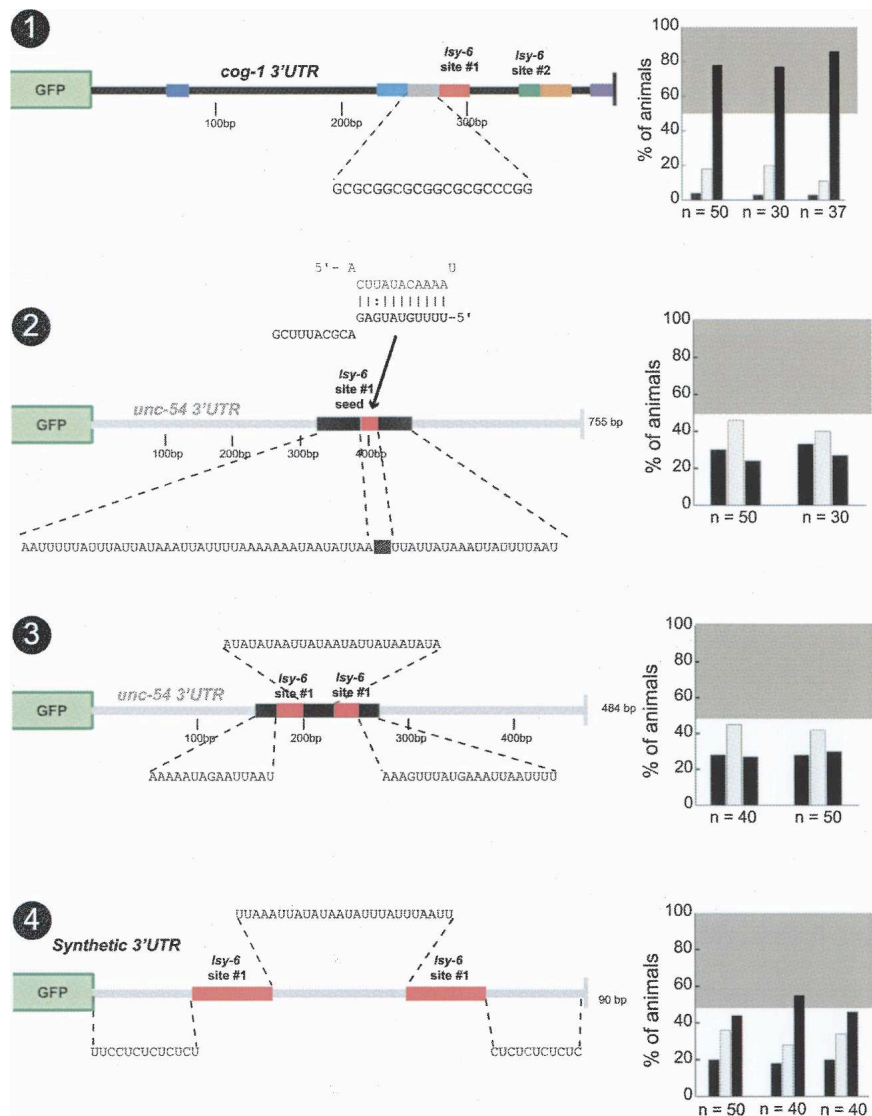 1
GFP
cog-1 3'UTR
lsy-6
site #1
lsy-6
site #2
100bp
200bp
300bp
GCGCGGCGCGGCGCGCCCGG
% of animals
100
80
60
40
20
0
n = 50
n = 30
n = 37
2
5'- A
U
CUUAUACAAAA
||:||||||||
GAGUAUGUUUU-5'
GCUUUACGCA
lsy-6
site #1
seed
GFP
unc-54 3'UTR
755 bp
100bp
200bp
300bp
400bp
AAUUUUUAUUUAUUAUAAAUUAUUUUAAAAAAAUAAUAUUAA
UUAUUAUAAAUUAUUUUAAU
% of animals
100
80
60
40
20
0
n = 50
n = 30
3
AUAUAUAAUUAUAAUAUUAUAAUAUA
lsy-6
site #1
lsy-6
site #1
GFP
unc-54 3'UTR
484 bp
100bp
200bp
300bp
400bp
AAAAAUAGAAUUAAU
AAAGUUUAUGAAAUUAAUUUU
% of animals
100
80
60
40
20
0
n = 40
n = 50
4
UUAAAUUAUAUAAUAUUUAUUUAAUU
Synthetic 3'UTR
lsy-6
site #1
lsy-6
site #1
GFP
90 bp
UUCCUCUCUCUCU
CUCUCUCUCUC
% of animals
100
80
60
40
20
0
n = 50
n = 40
n = 40